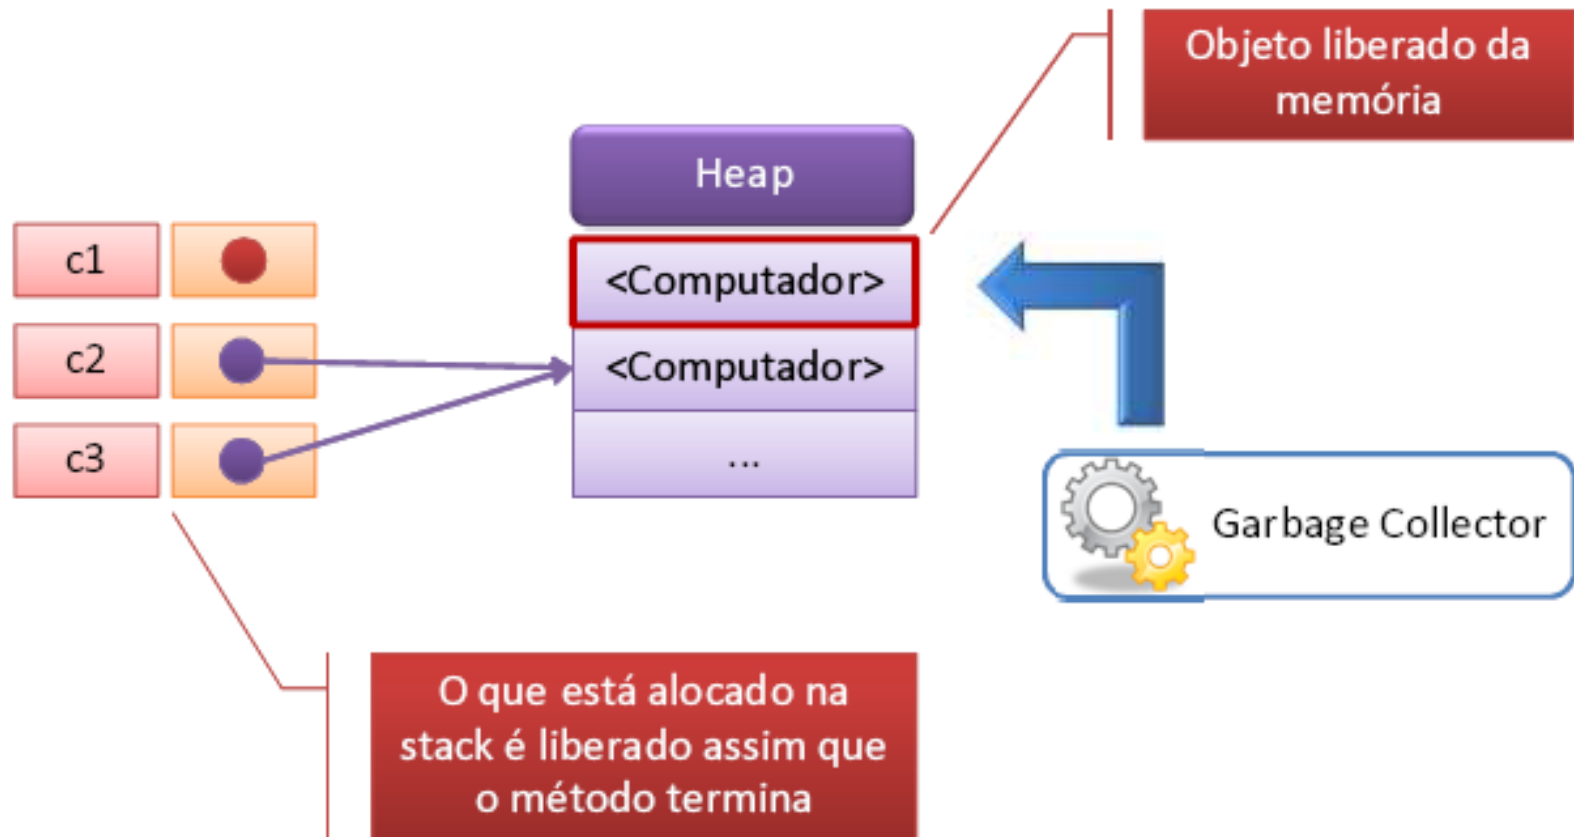 Objeto liberado da
memória
Heap
c1
<Computador>
c2
<Computador>
c3
...
Garbage Collector
O que está alocado na
stack é liberado assim que
o método termina